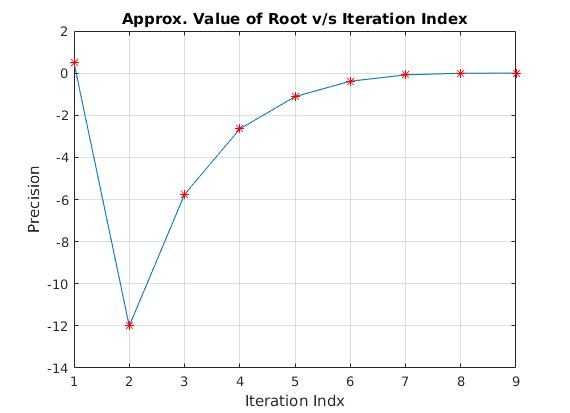 Approx. Value of Root v/s Iteration Index
2
0
-2
-4
-6
-8
-10
-12
-14
Precision
1 2 3 4 5 6 7 8 9
Iteration Indx